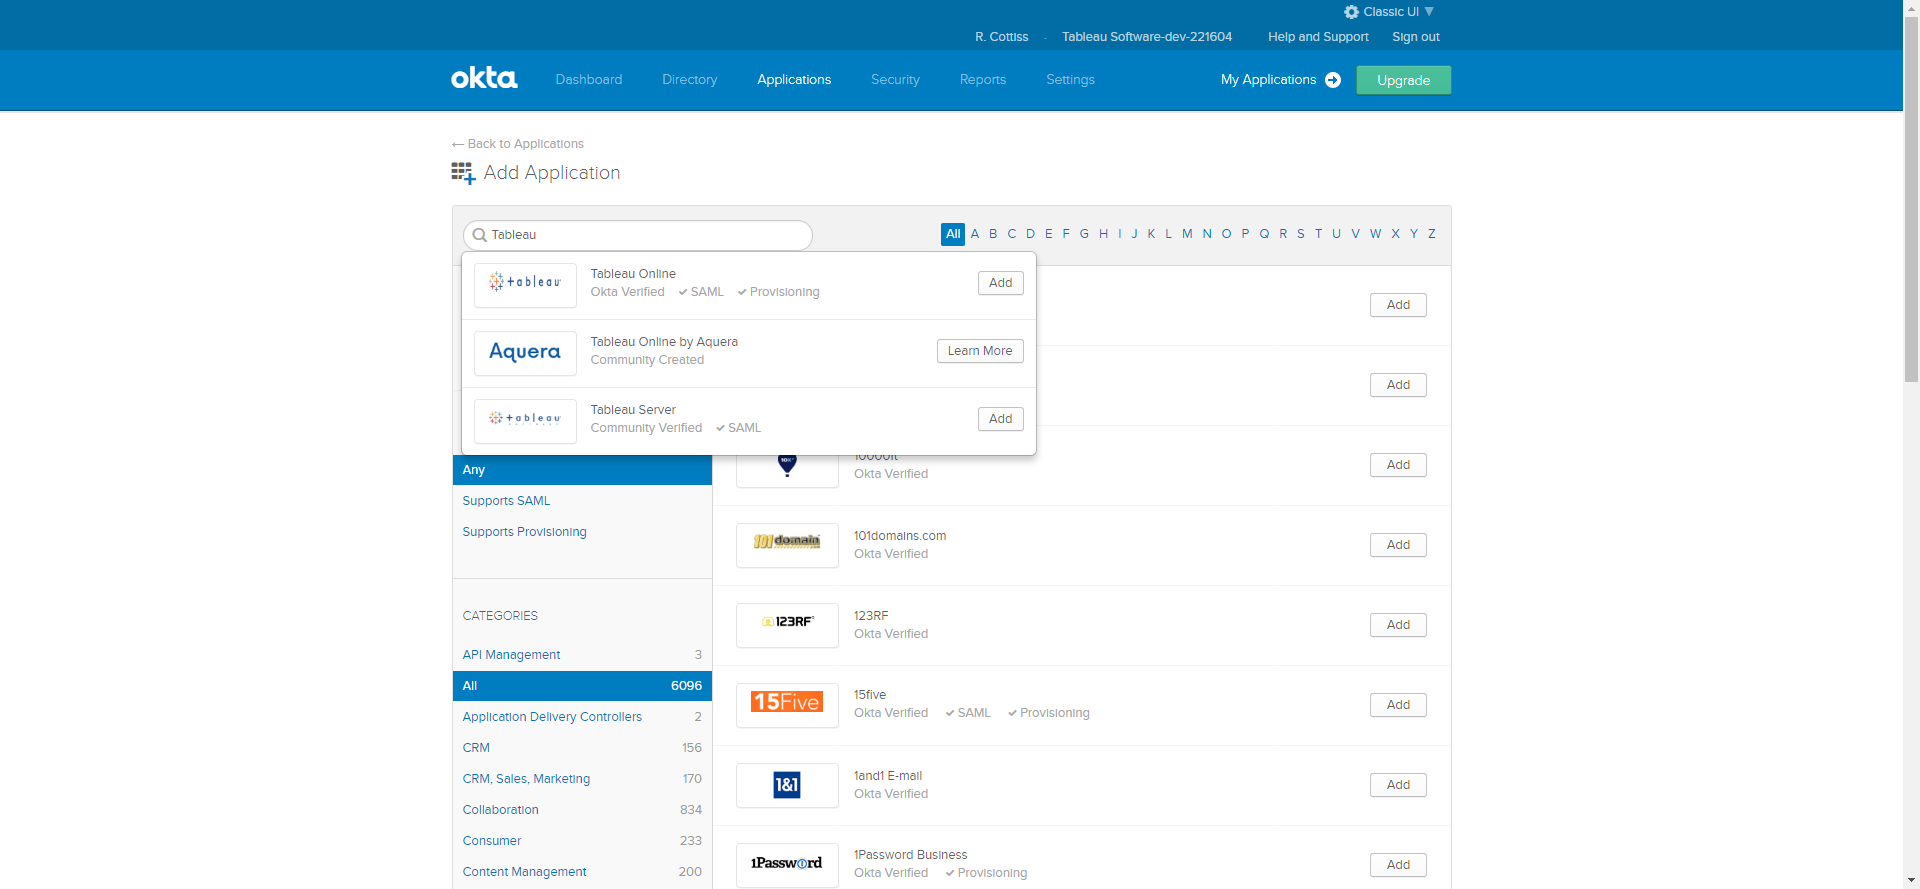 Classic UI
R. Cottiss · Tableau Software-dev-221604 Help and Support Sign out
okta Dashboard Directory Applications Security Reports Settings My Applications Upgrade
← Back to Applications
Add Application
Tableau
All A B C D E F G H I J K L M N O P Q R S T U V W X Y Z
+ableau
Tableau Online
Okta Verified SAML Provisioning
Add
Aquera
Tableau Online by Aquera
Community Created
Learn More
+ableau
Tableau Server
Community Verified SAML
Add
Add
Add
Okta Verified
Add
Any
Supports SAML
Supports Provisioning
CATEGORIES
API Management 3
All 6096
Application Delivery Controllers 2
CRM 156
CRM, Sales, Marketing 170
Collaboration 834
Consumer 233
Content Management 200
101domain
101domains.com
Okta Verified
Add
123RF
123RF
Okta Verified
Add
15Five
15five
Okta Verified SAML Provisioning
Add
1&1
1and1 E-mail
Okta Verified
Add
1Password
1Password Business
Okta Verified Provisioning
Add